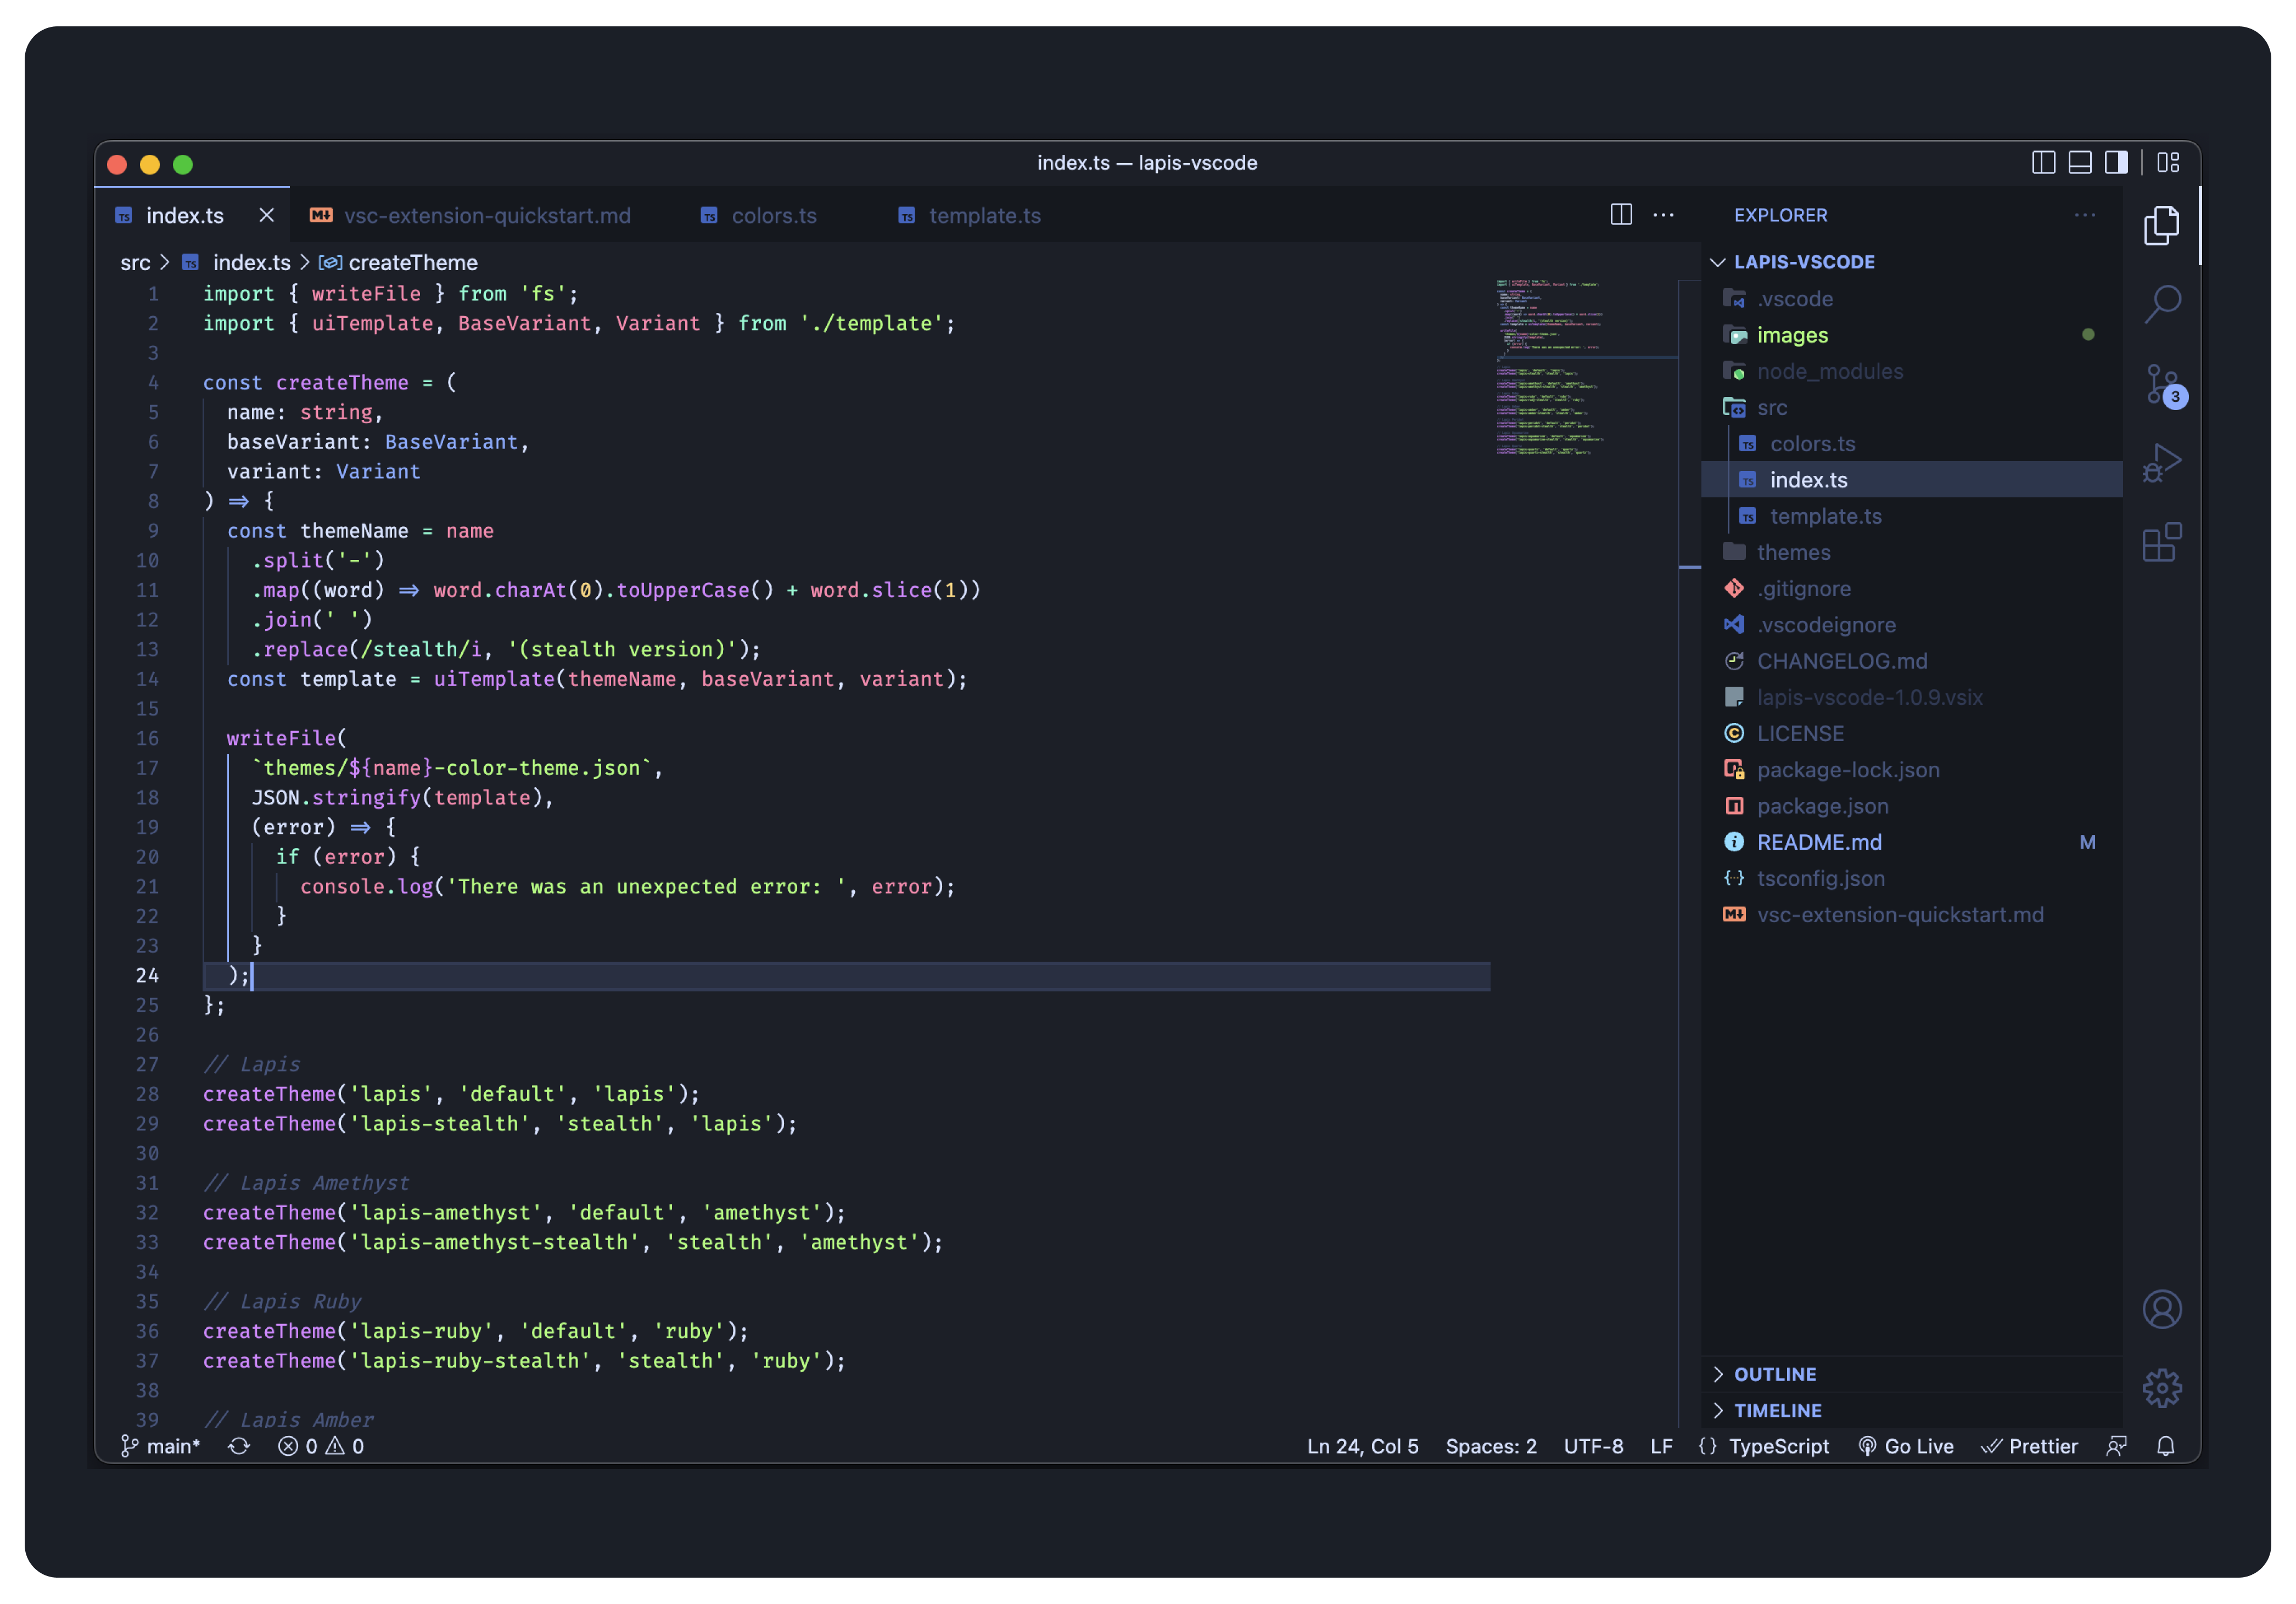 index.ts — lapis-vscode
index.ts
vsc-extension-quickstart.md
colors.ts
template.ts
src > index.ts > createTheme
1 import { writeFile } from 'fs';
2 import { uiTemplate, BaseVariant, Variant } from './template';
3
4 const createTheme = (
5   name: string,
6   baseVariant: BaseVariant,
7   variant: Variant
8 ) => {
9   const themeName = name
10     .split('-')
11     .map((word) => word.charAt(0).toUpperCase() + word.slice(1))
12     .join(' ')
13     .replace(/stealth/i, '(stealth version)');
14   const template = uiTemplate(themeName, baseVariant, variant);
15
16   writeFile(
17     `themes/${name}-color-theme.json`,
18     JSON.stringify(template),
19     (error) => {
20       if (error) {
21         console.log('There was an unexpected error: ', error);
22       }
23     }
24   );
25 };
26
27 // Lapis
28 createTheme('lapis', 'default', 'lapis');
29 createTheme('lapis-stealth', 'stealth', 'lapis');
30
31 // Lapis Amethyst
32 createTheme('lapis-amethyst', 'default', 'amethyst');
33 createTheme('lapis-amethyst-stealth', 'stealth', 'amethyst');
34
35 // Lapis Ruby
36 createTheme('lapis-ruby', 'default', 'ruby');
37 createTheme('lapis-ruby-stealth', 'stealth', 'ruby');
38
39 // Lapis Amber
EXPLORER
LAPIS-VSCODE
.vscode
images
node_modules
src
colors.ts
index.ts
template.ts
themes
.gitignore
.vscodeignore
CHANGELOG.md
lapis-vscode-1.0.9.vsix
LICENSE
package-lock.json
package.json
README.md M
tsconfig.json
vsc-extension-quickstart.md
OUTLINE
TIMELINE
3
main* 0 0
Ln 24, Col 5 Spaces: 2 UTF-8 LF {} TypeScript Go Live Prettier